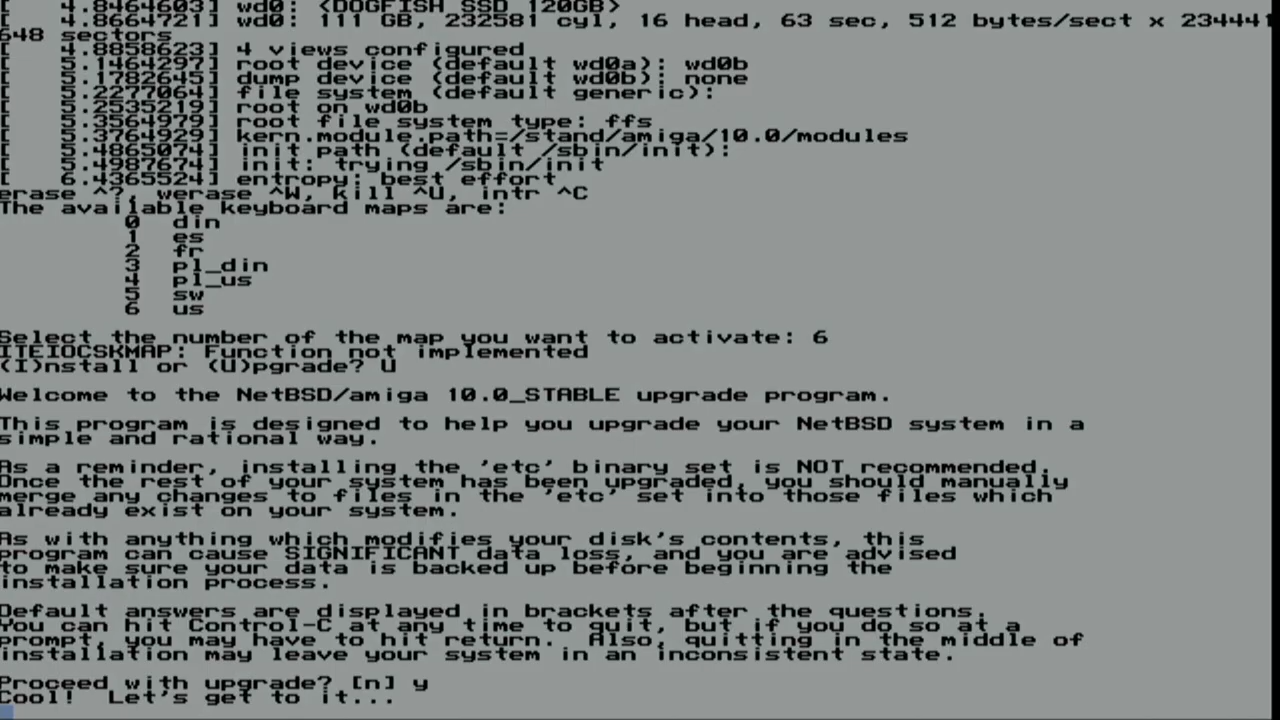 [    4.8464603] wd0: <DOGFISH SSD 120GB>
[    4.8664721] wd0: 111 GB, 232581 cyl, 16 head, 63 sec, 512 bytes/sect x 234441
648 sectors
[    4.8858623] 4 views configured
[    5.1464297] root device (default wd0a): wd0b
[    5.1782645] dump device (default wd0b): none
[    5.2277064] file system (default generic):
[    5.2535219] root on wd0b
[    5.3564979] root file system type: ffs
[    5.3764929] kern.module.path=/stand/amiga/10.0/modules
[    5.4865074] init path (default /sbin/init):
[    5.4987674] init: trying /sbin/init
[    6.4365524] entropy: best effort
erase ^?, werase ^W, kill ^U, intr ^C
The available keyboard maps are:
0 din
1 es
2 fr
3 pl_din
4 pl_us
5 sw
6 us
Select the number of the map you want to activate: 6
ITEIOCSKMAP: Function not implemented
(I)nstall or (U)pgrade? U
Welcome to the NetBSD/amiga 10.0_STABLE upgrade program.
This program is designed to help you upgrade your NetBSD system in a
simple and rational way.
As a reminder, installing the 'etc' binary set is NOT recommended.
Once the rest of your system has been upgraded, you should manually
merge any changes to files in the 'etc' set into those files which
already exist on your system.
As with anything which modifies your disk's contents, this
program can cause SIGNIFICANT data loss, and you are advised
to make sure your data is backed up before beginning the
installation process.
Default answers are displayed in brackets after the questions.
You can hit Control-C at any time to quit, but if you do so at a
prompt, you may have to hit return.  Also, quitting in the middle of
installation may leave your system in an inconsistent state.
Proceed with upgrade? [n] y
Cool!  Let's get to it...